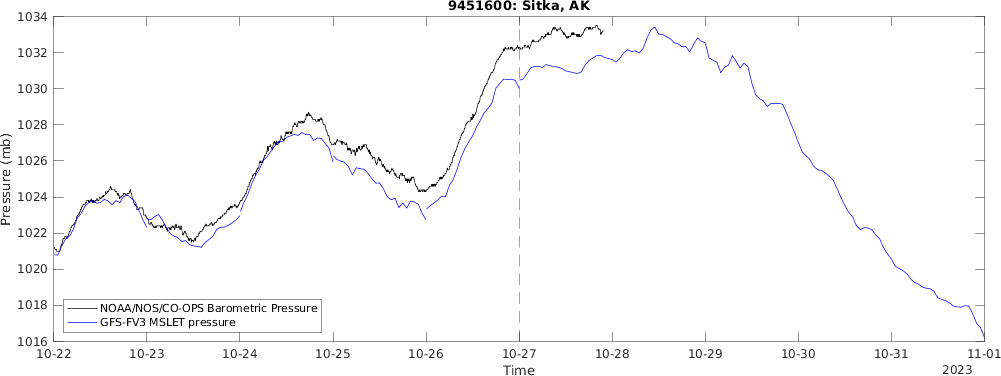 9451600: Sitka, AK
Pressure (mb)
1034
1032
1030
1028
1026
1024
1022
1020
1018
1016
NOAA/NOS/CO-OPS Barometric Pressure
GFS-FV3 MSLET pressure
10-22 10-23 10-24 10-25 10-26 10-27 10-28 10-29 10-30 10-31 11-01
Time
2023